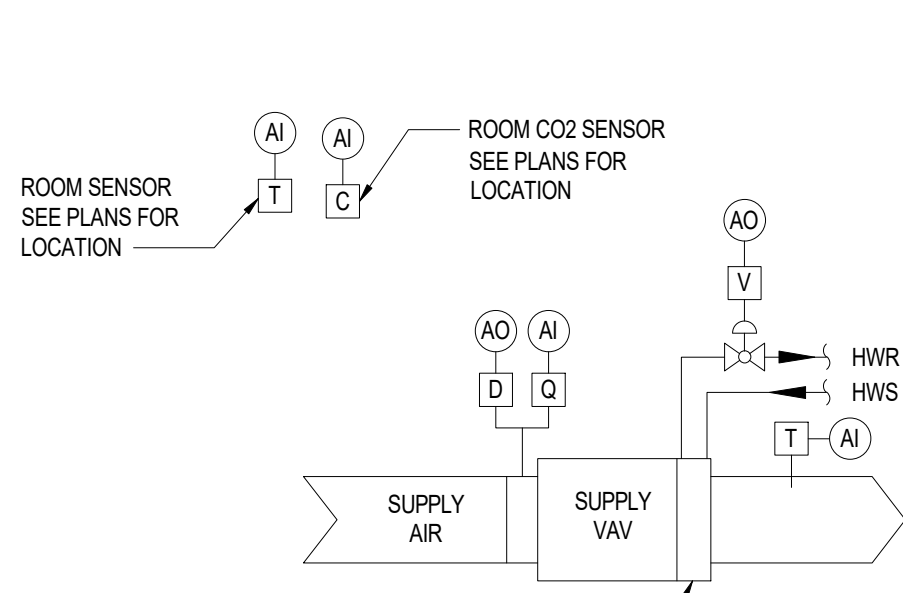 AI
AI
ROOM CO2 SENSOR
SEE PLANS FOR
LOCATION
ROOM SENSOR
SEE PLANS FOR
LOCATION
T
C
AO
V
AO
AI
HWR
D
Q
HWS
T
AI
SUPPLY
AIR
SUPPLY
VAV